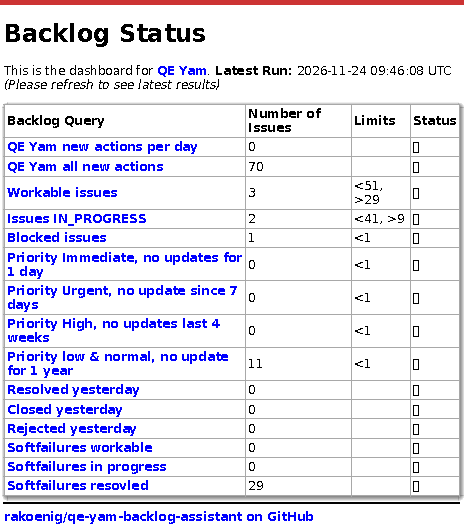 Backlog Status
This is the dashboard for QE Yam. Latest Run: 2026-11-24 09:46:08 UTC
(Please refresh to see latest results)
Backlog Query Number of Issues Limits Status
QE Yam new actions per day 0
QE Yam all new actions 70
Workable issues 3 <51, >29
Issues IN_PROGRESS 2 <41, >9
Blocked issues 1 <1
Priority Immediate, no updates for 1 day 0 <1
Priority Urgent, no update since 7 days 0 <1
Priority High, no updates last 4 weeks 0 <1
Priority low & normal, no update for 1 year 11 <1
Resolved yesterday 0
Closed yesterday 0
Rejected yesterday 0
Softfailures workable 0
Softfailures in progress 0
Softfailures resovled 29
rakoenig/qe-yam-backlog-assistant on GitHub